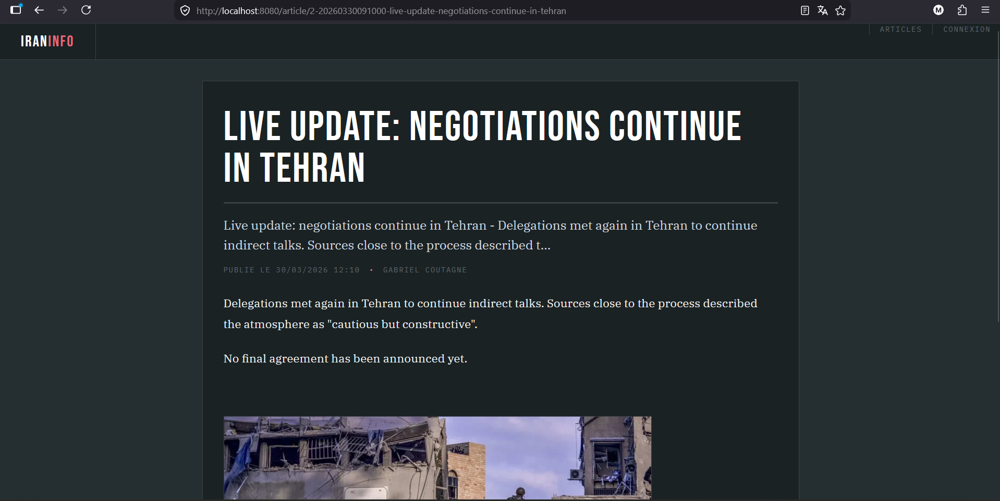 http://localhost:8080/article/2-20260330091000-live-update-negotiations-continue-in-tehran
M
IRANINFO
ARTICLES
CONNEXION
LIVE UPDATE: NEGOTIATIONS CONTINUE
IN TEHRAN
Live update: negotiations continue in Tehran - Delegations met again in Tehran to continue
indirect talks. Sources close to the process described t...
PUBLIE LE 30/03/2026 12:10 • GABRIEL COUTAGNE
Delegations met again in Tehran to continue indirect talks. Sources close to the process described
the atmosphere as "cautious but constructive".
No final agreement has been announced yet.